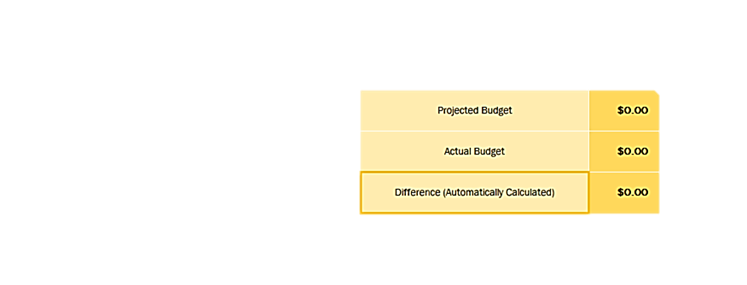 Projected Budget $0.00
Actual Budget $0.00
Difference (Automatically Calculated) $0.00